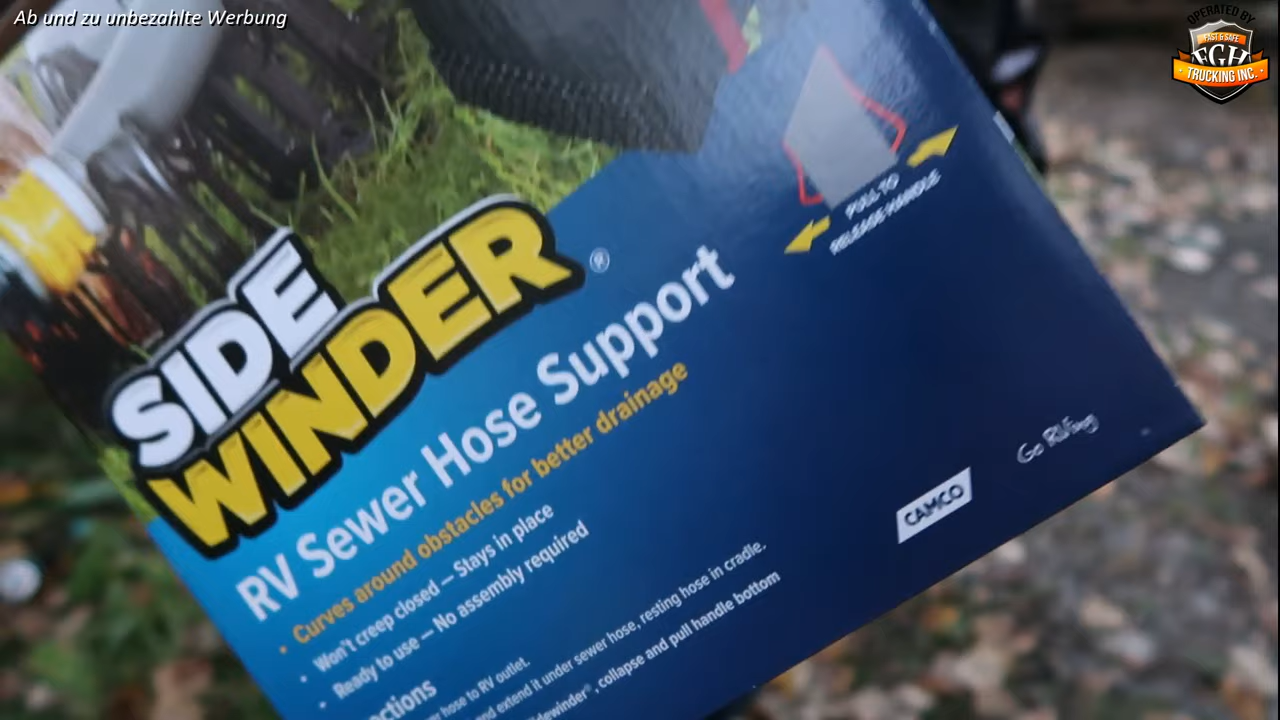 Ab und zu unbezahlte Werbung
OPERATED BY
FAST & SAFE
FGH
TRUCKING INC.
PULL TO
RELEASE HANDLE
SIDE
WINDER®
RV Sewer Hose Support
• Curves around obstacles for better drainage
• Won't creep closed — Stays in place
• Ready to use — No assembly required
hose to RV outlet.
and extend it under sewer hose, resting hose in cradle.
, collapse and pull handle bottom
CAMCO
Go RVing